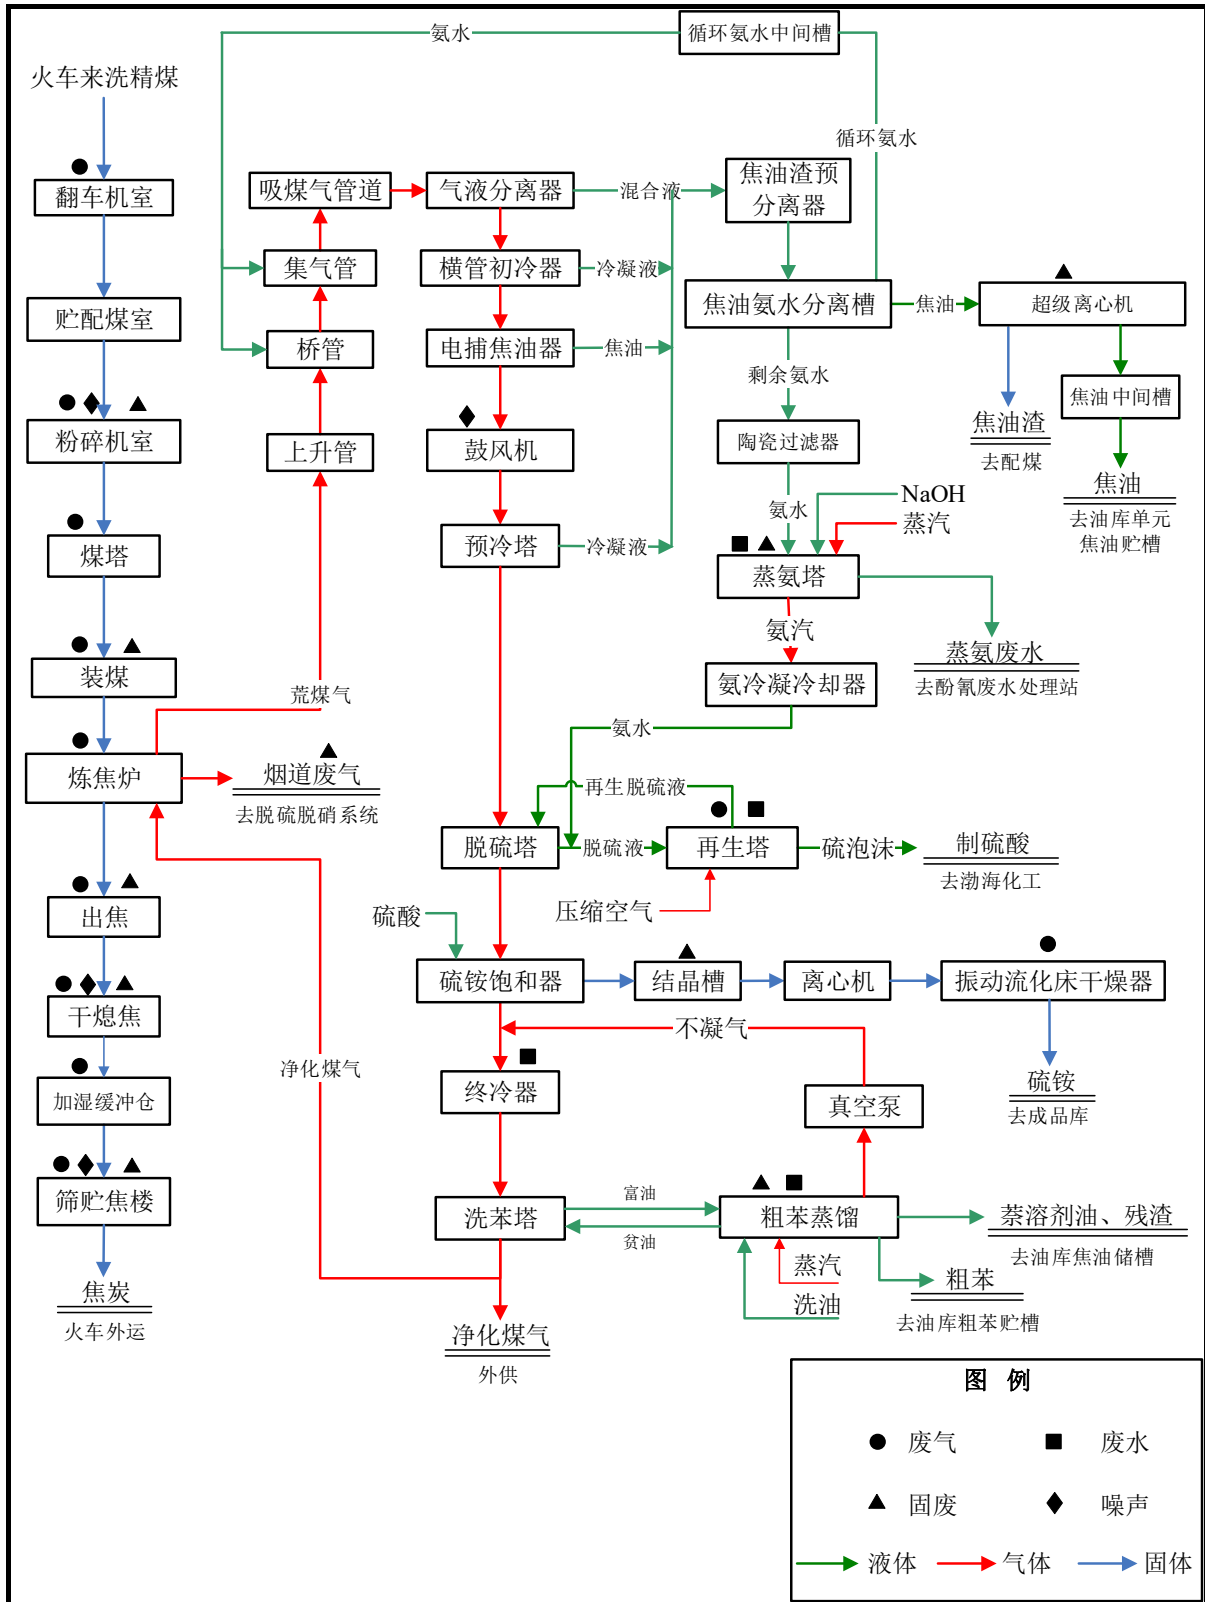 氨水
循环氨水中间槽
火车来洗精煤
循环氨水
翻车机室
吸煤气管道
气液分离器
混合液
焦油渣预
分离器
集气管
横管初冷器
冷凝液
贮配煤室
焦油氨水分离槽
焦油
超级离心机
桥管
电捕焦油器
焦油
剩余氨水
焦油中间槽
粉碎机室
上升管
鼓风机
陶瓷过滤器
焦油渣
去配煤
焦油
去油库单元
焦油贮槽
NaOH
氨水
蒸汽
煤塔
预冷塔
冷凝液
蒸氨塔
氨汽
蒸氨废水
去酚氰废水处理站
装煤
荒煤气
氨冷凝冷却器
氨水
炼焦炉
烟道废气
去脱硫脱硝系统
再生脱硫液
脱硫塔
脱硫液
再生塔
硫泡沫
制硫酸
去渤海化工
出焦
硫酸
压缩空气
硫铵饱和器
结晶槽
离心机
振动流化床干燥器
干熄焦
不凝气
净化煤气
加湿缓冲仓
终冷器
真空泵
硫铵
去成品库
筛贮焦楼
洗苯塔
富油
贫油
粗苯蒸馏
萘溶剂油、残渣
去油库焦油储槽
蒸汽
粗苯
焦炭
洗油
去油库粗苯贮槽
火车外运
净化煤气
外供
图 例
废气
废水
固废
噪声
液体
气体
固体